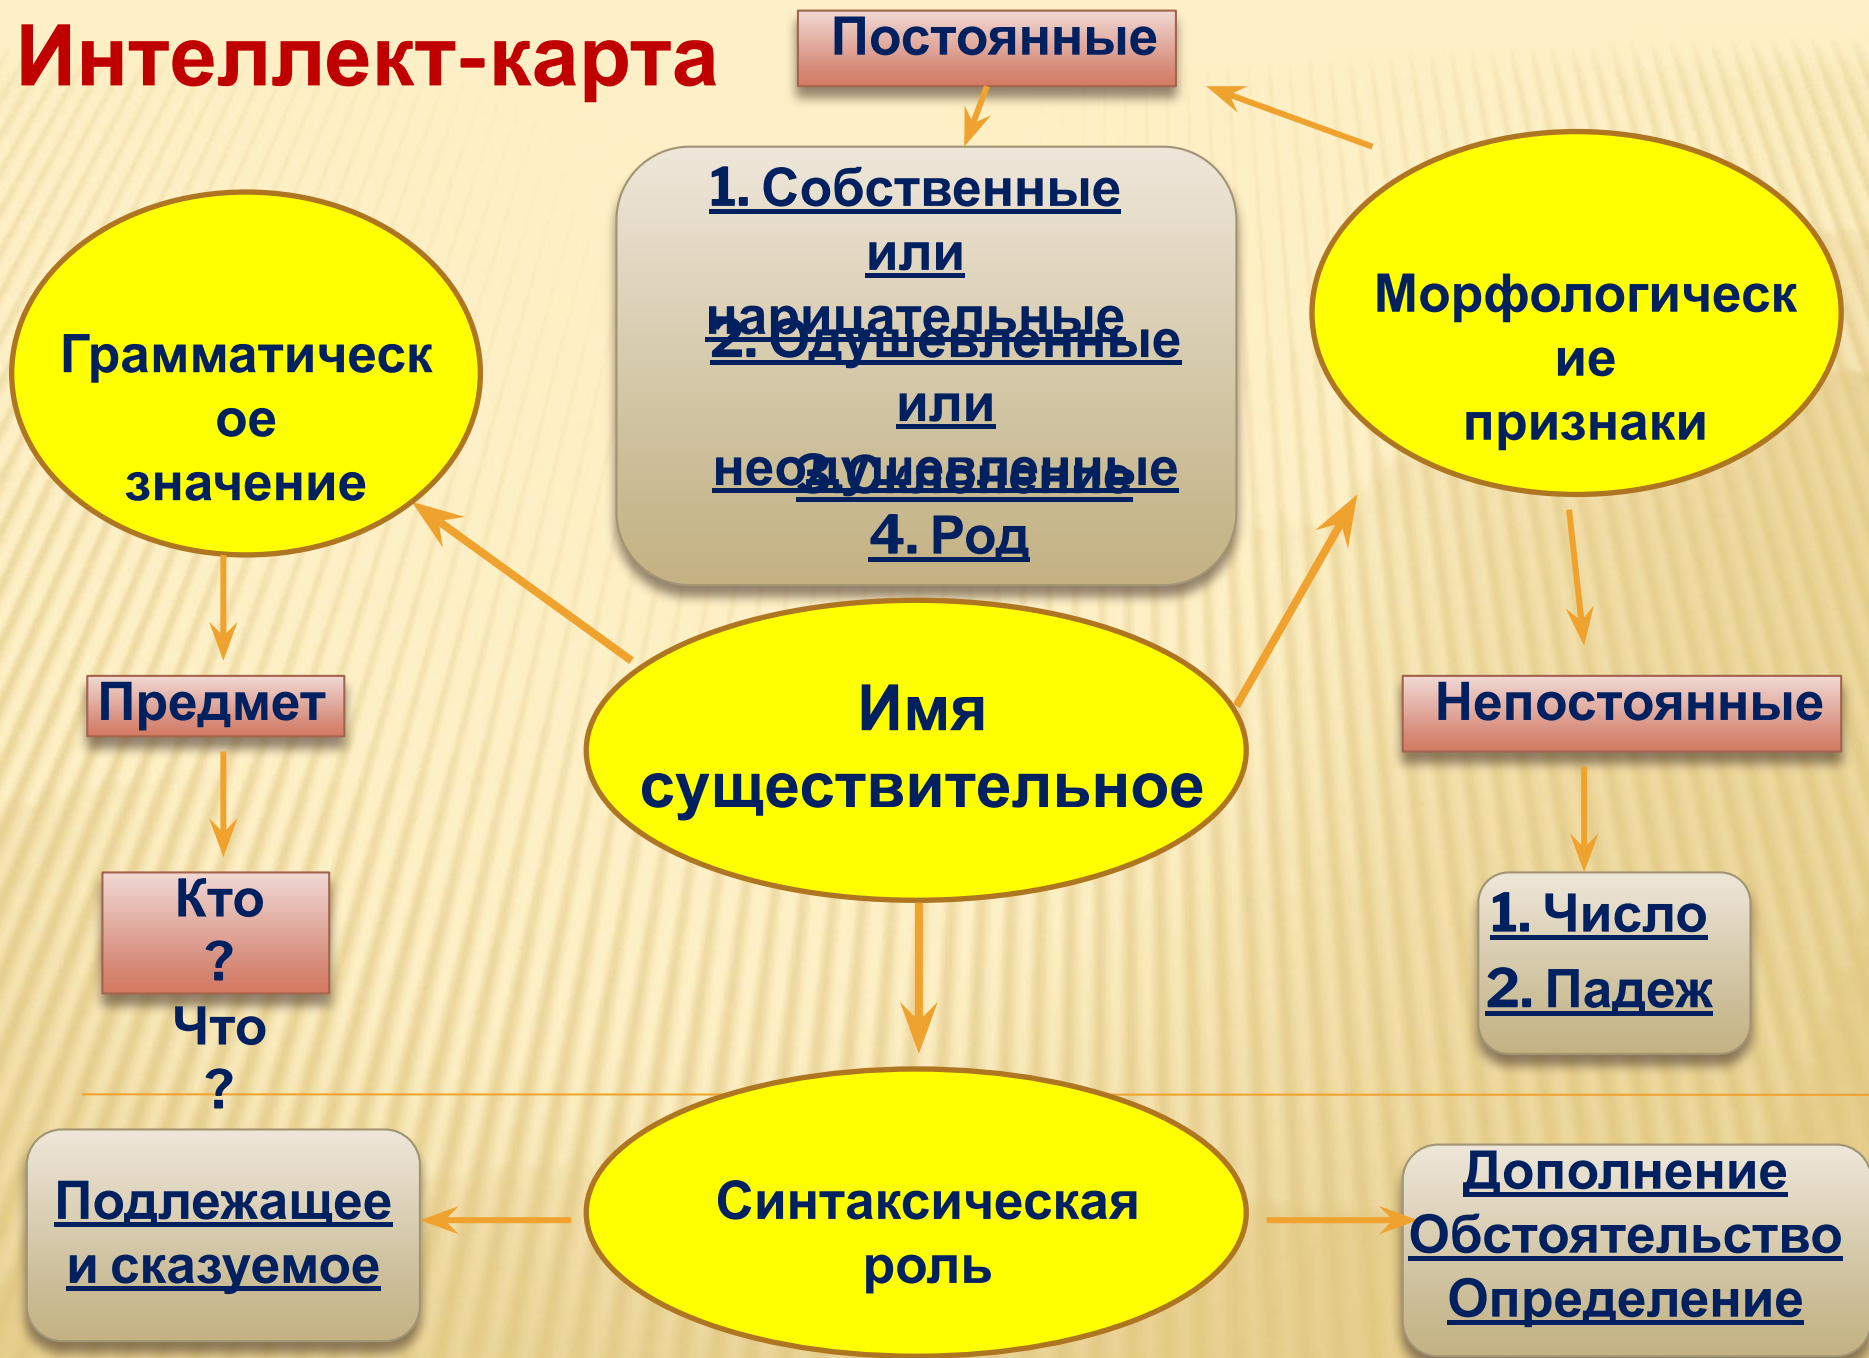 Интеллект-карта
Постоянные
1. Собственные
или
нарицательные
2. Одушевленные
или
неодушевленные
3.Склонение
4. Род
Грамматическ
ое
значение
Морфологическ
ие
признаки
Предмет
Имя
существительное
Непостоянные
Кто
?
Что
?
1. Число
2. Падеж
Подлежащее
и сказуемое
Синтаксическая
роль
Дополнение
Обстоятельство
Определение